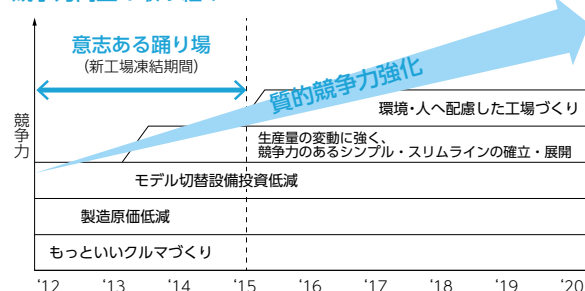 意志ある踊り場
(新工場凍結期間)
質的競争力強化
競争力
環境・人へ配慮した工場づくり
生産量の変動に強く、
競争力のあるシンプル・スリムラインの確立・展開
モデル切替設備投資低減
製造原価低減
もっといいクルマづくり
‘12 ‘13 ‘14 ‘15 ‘16 ‘17 ‘18 ‘19 ‘20